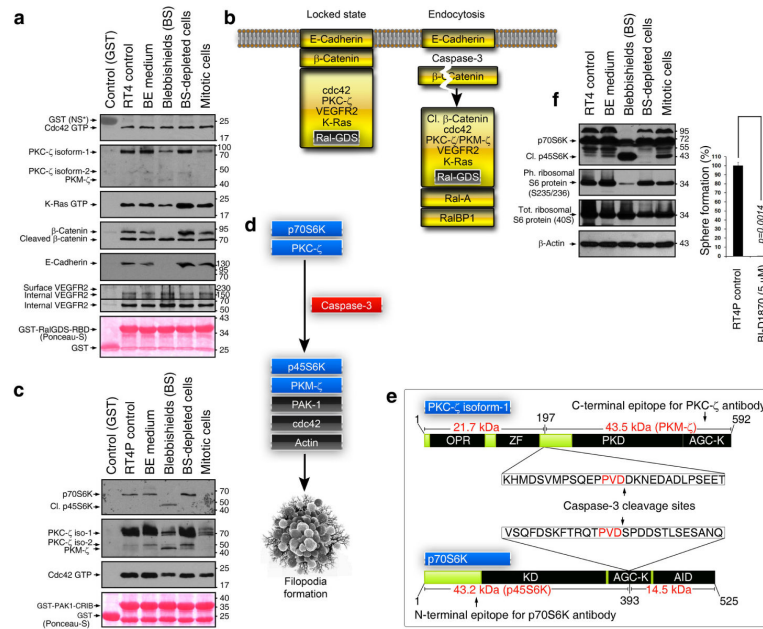 a
Control (GST)
RT4 control
BE medium
Blebbishields (BS)
BS-depleted cells
Mitotic cells
GST (NS*)
Cdc42 GTP
25
17
PKC-ζ isoform-1
PKC-ζ isoform-2
PKM-ζ
100
70
50
40
K-Ras GTP
25
17
β-Catenin
Cleaved β-catenin
95
70
E-Cadherin
130
95
70
Surface VEGFR2
Internal VEGFR2
Internal VEGFR2
230
150
50
GST-RalGDS-RBD
(Ponceau-S)
GST
43
34
25
b
Locked state
E-Cadherin
β-Catenin
cdc42
PKC-ζ
VEGFR2
K-Ras
Ral-GDS
Endocytosis
E-Cadherin
Caspase-3
β-Catenin
Cl. β-Catenin
cdc42
PKC-ζ/PKM-ζ
VEGFR2
K-Ras
Ral-GDS
Ral-A
RalBP1
c
Control (GST)
RT4P control
BE medium
Blebbishields (BS)
BS-depleted cells
Mitotic cells
p70S6K
Cl. p45S6K
70
50
40
PKC-ζ iso-1
PKC-ζ iso-2
PKM-ζ
70
50
40
Cdc42 GTP
25
17
GST-PAK1-CRIB
GST
(Ponceau-S)
40
35
25
d
p70S6K
PKC-ζ
Caspase-3
p45S6K
PKM-ζ
PAK-1
cdc42
Actin
Filopodia formation
e
PKC-ζ isoform-1
C-terminal epitope for PKC-ζ antibody
1
197
592
21.7 kDa
43.5 kDa (PKM-ζ)
OPR
ZF
PKD
AGC-K
KHMDSVMPSQEPPVDDKNEDADLPSEET
Caspase-3 cleavage sites
VSQFDSKFTRQTPVDSPDDSTLSESANQ
p70S6K
KD
AGC-K
AID
43.2 kDa (p45S6K)
14.5 kDa
1
393
525
N-terminal epitope for p70S6K antibody
f
RT4 control
BE medium
Blebbishields (BS)
BS-depleted cells
Mitotic cells
p70S6K
Cl. p45S6K
95
72
55
43
Ph. ribosomal
S6 protein
(S235/236)
34
Tot. ribosomal
S6 protein (40S)
34
β-Actin
43
Sphere formation (%)
120
100
80
60
40
20
0
p=0.0014
RT4P control
BI-D1870 (5 µM)